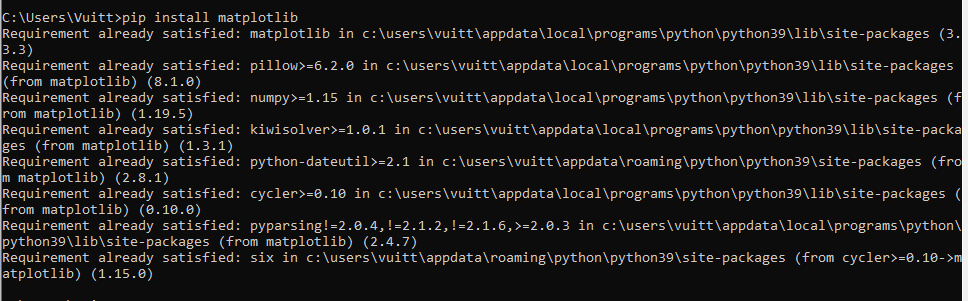 C:\Users\Vuitt>pip install matplotlib
Requirement already satisfied: matplotlib in c:\users\vuitt\appdata\local\programs\python\python39\lib\site-packages (3.
3.3)
Requirement already satisfied: pillow>=6.2.0 in c:\users\vuitt\appdata\local\programs\python\python39\lib\site-packages
(from matplotlib) (8.1.0)
Requirement already satisfied: numpy>=1.15 in c:\users\vuitt\appdata\local\programs\python\python39\lib\site-packages (f
rom matplotlib) (1.19.5)
Requirement already satisfied: kiwisolver>=1.0.1 in c:\users\vuitt\appdata\local\programs\python\python39\lib\site-packa
ges (from matplotlib) (1.3.1)
Requirement already satisfied: python-dateutil>=2.1 in c:\users\vuitt\appdata\roaming\python\python39\site-packages (fro
m matplotlib) (2.8.1)
Requirement already satisfied: cycler>=0.10 in c:\users\vuitt\appdata\local\programs\python\python39\lib\site-packages (
from matplotlib) (0.10.0)
Requirement already satisfied: pyparsing!=2.0.4,!=2.1.2,!=2.1.6,>=2.0.3 in c:\users\vuitt\appdata\local\programs\python\
python39\lib\site-packages (from matplotlib) (2.4.7)
Requirement already satisfied: six in c:\users\vuitt\appdata\roaming\python\python39\site-packages (from cycler>=0.10->m
atplotlib) (1.15.0)